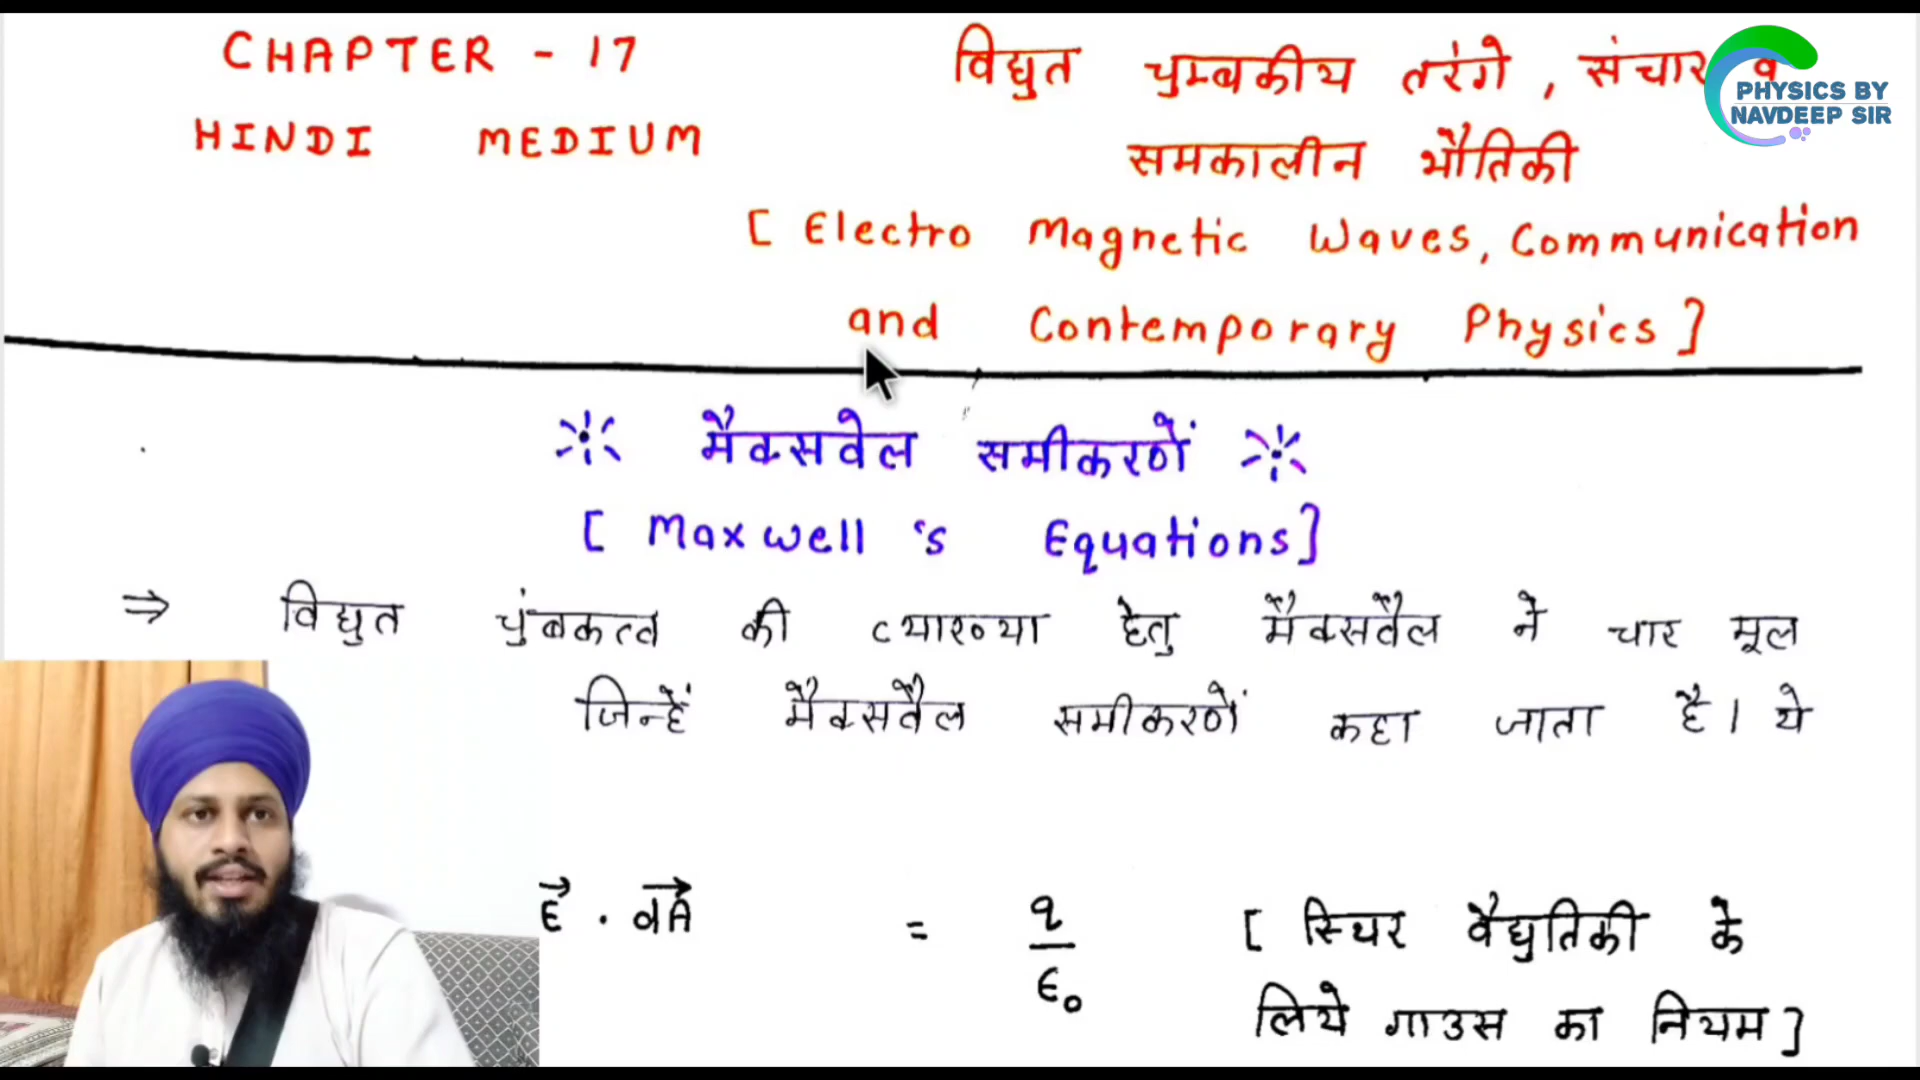 CHAPTER - 17
HINDI MEDIUM
विद्युत चुम्बकीय तरंगे, संचार व
समकालीन भौतिकी
[ Electro Magnetic Waves, Communication
and Contemporary Physics ]
PHYSICS BY
NAVDEEP SIR
मैक्सवेल समीकरणें
[ Maxwell 's Equations ]
⇒ विद्युत चुंबकत्व की व्याख्या हेतु मैक्सवैल ने चार मूल
जिन्हें मैक्सवैल समीकरणें कहा जाता है। ये
E⃗ . dA⃗ = q/ϵ₀ [ स्थिर वैद्युतिकी के
लिये गाउस का नियम ]